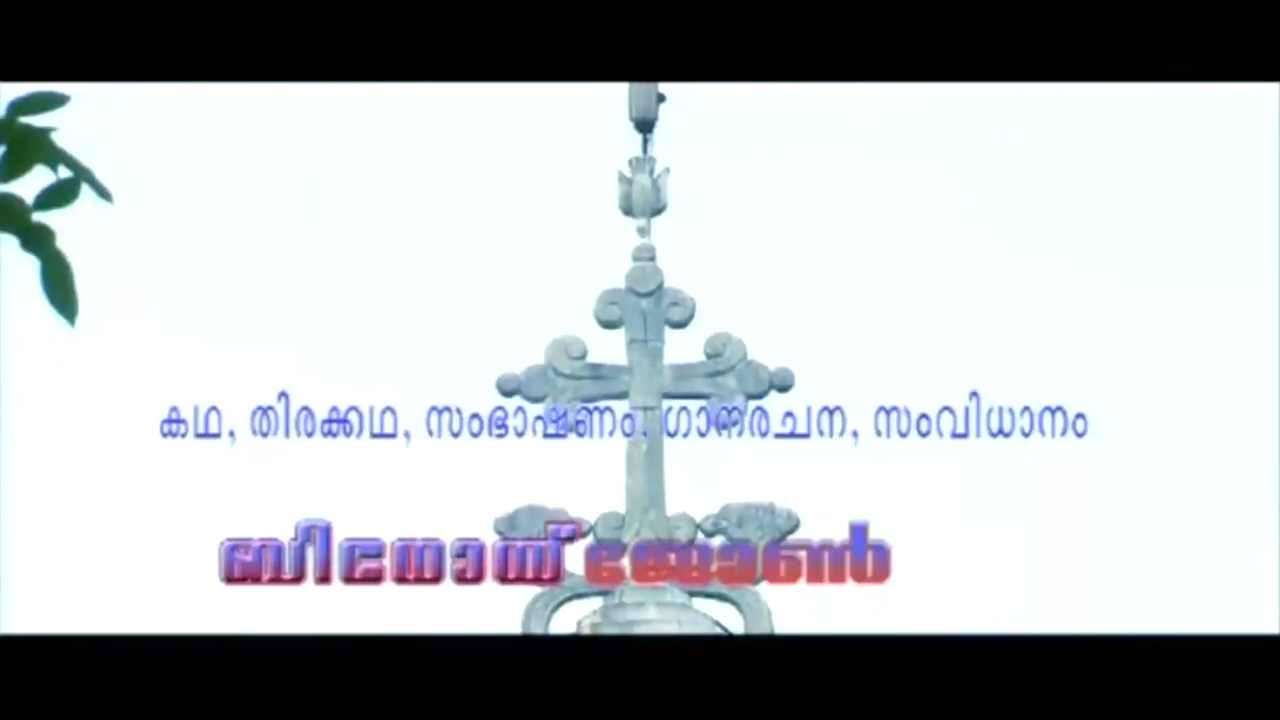 കഥ, തിരക്കഥ, സംഭാഷണം, ഗാനരചന, സംവിധാനം
ബിയോയ് ജോൺ